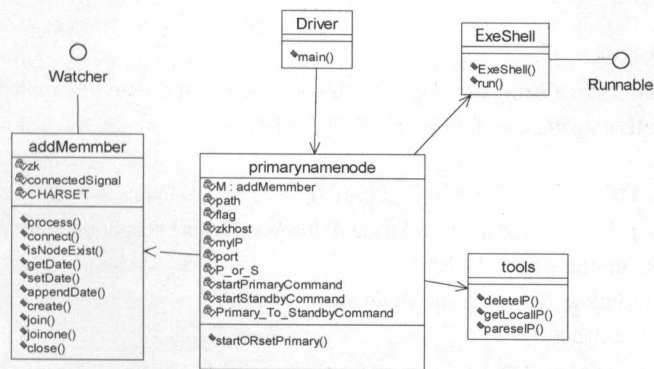 Driver
main()
ExeShell
ExeShell()
run()
Runnable
Watcher
addMemmber
zk
connectedSignal
CHARSET
process()
connect()
isNodeExist()
getDate()
setDate()
appendDate()
create()
join()
joinone()
close()
primarynamenode
M : addMemmber
path
flag
zkhost
myIP
port
P_or_S
startPrimaryCommand
startStandbyCommand
Primary_To_StandbyCommand
startORsetPrimary()
tools
deleteIP()
getLocalIP()
pareseIP()